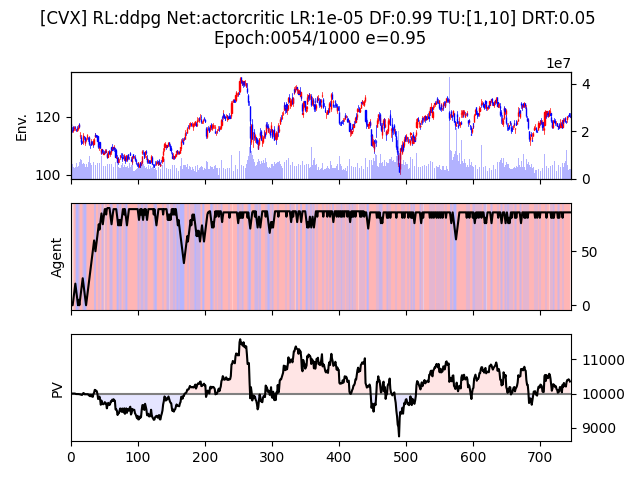 [CVX] RL:ddpg Net:actorcritic LR:1e-05 DF:0.99 TU:[1,10] DRT:0.05
Epoch:0054/1000 e=0.95
1e7
Env.
120
100
4
2
0
Agent
50
0
PV
11000
10000
9000
0 100 200 300 400 500 600 700